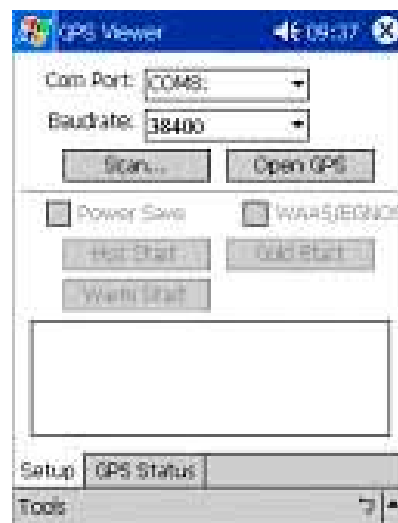 GPS Viewer 09:37
Com Port: COM8:
Baudrate: 38400
Scan... Open GPS
Power Save WAAS/EGNOS
Hot Start Cold Start
Warm Start
Setup GPS Status
Tools